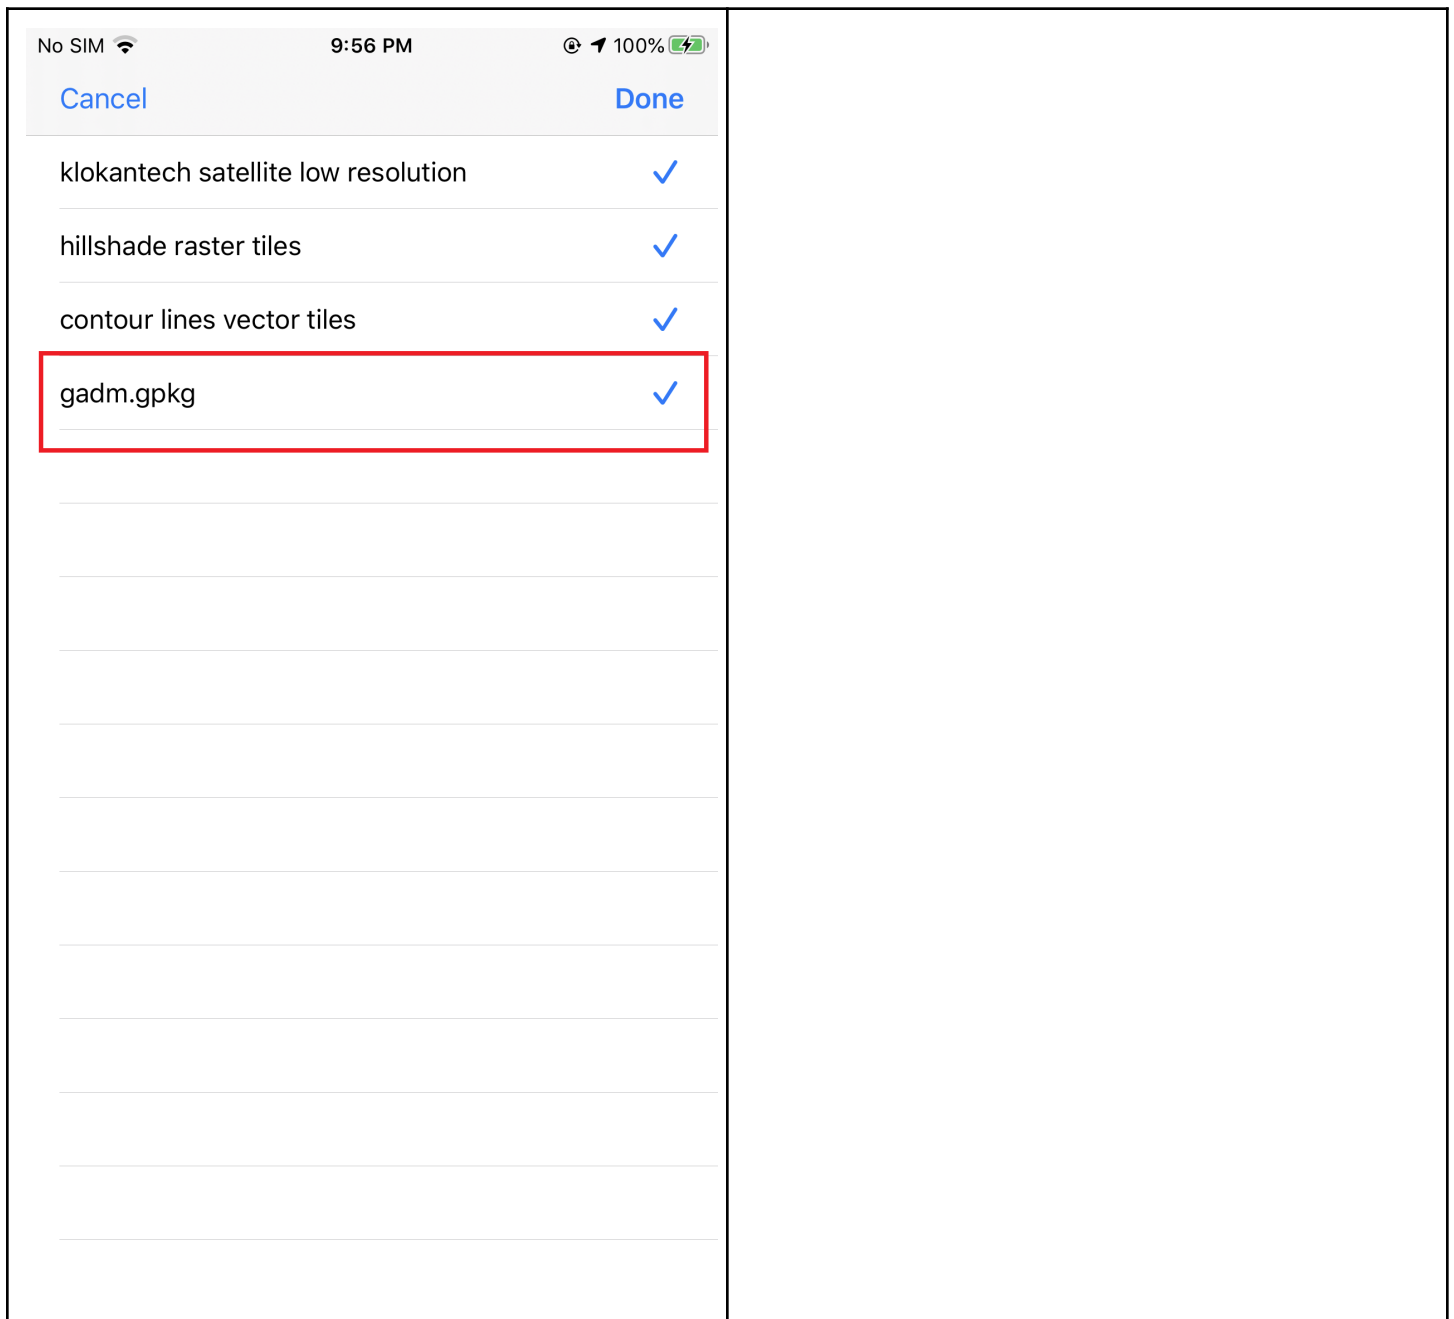 No SIM 9:56 PM 100%
Cancel Done
klokantech satellite low resolution
hillshade raster tiles
contour lines vector tiles
gadm.gpkg